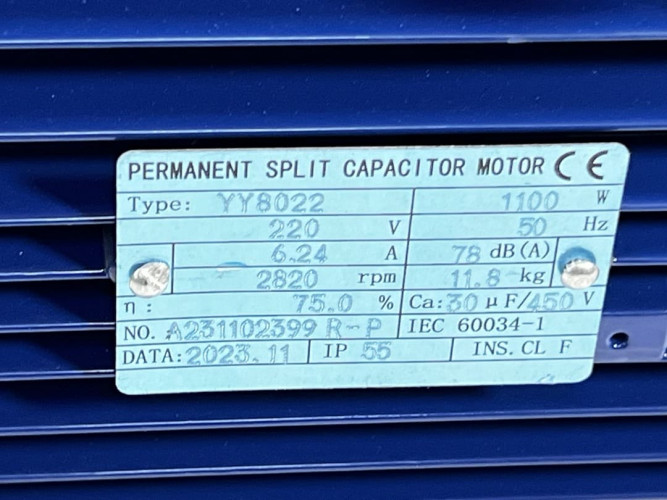 PERMANENT SPLIT CAPACITOR MOTOR CE
Type: YY8022 1100 W
220 V 50 Hz
6.24 A 78 dB(A)
2820 rpm 11.8 kg
η: 75.0 % Ca:30 μF/450 V
NO. A231102399 R-P IEC 60034-1
DATA:2023.11 IP 55 INS.CL F